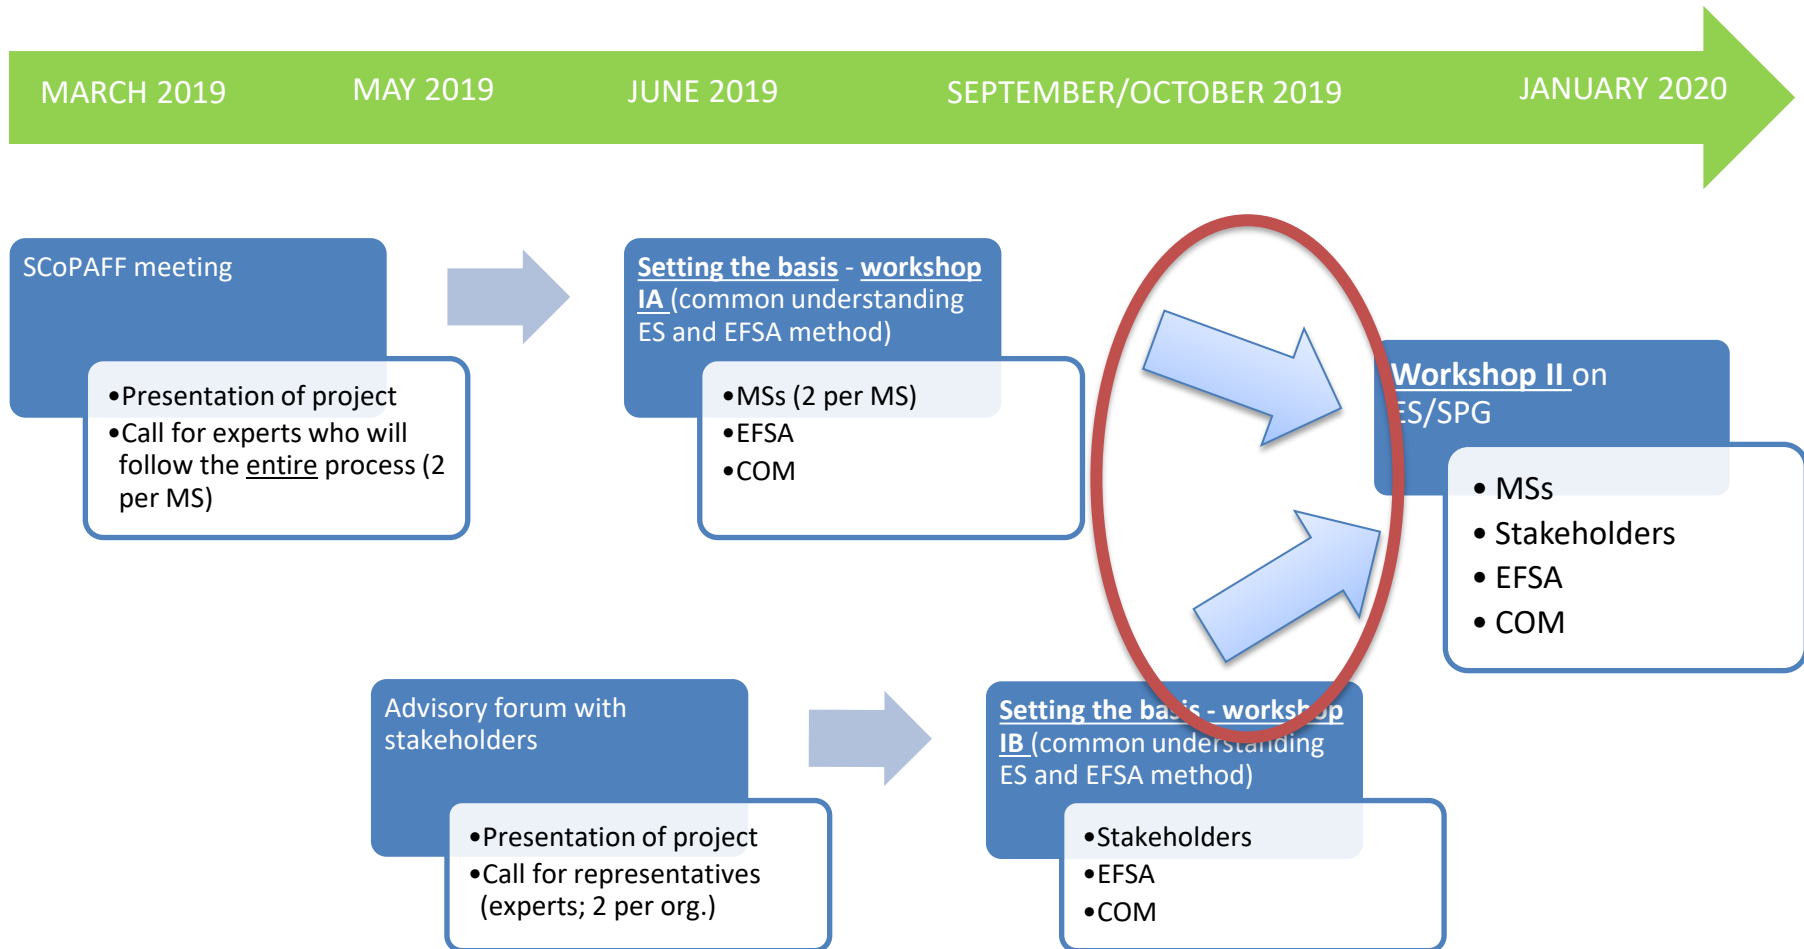 MARCH 2019
MAY 2019
JUNE 2019
SEPTEMBER/OCTOBER 2019
JANUARY 2020
SCoPAFF meeting
•Presentation of project
•Call for experts who will
follow the entire process (2
per MS)
Setting the basis - workshop
IA (common understanding
ES and EFSA method)
•MSs (2 per MS)
•EFSA
•COM
Workshop II on
ES/SPG
• MSs
• Stakeholders
• EFSA
• COM
Advisory forum with
stakeholders
•Presentation of project
•Call for representatives
(experts; 2 per org.)
Setting the basis - workshop
IB (common understanding
ES and EFSA method)
•Stakeholders
•EFSA
•COM